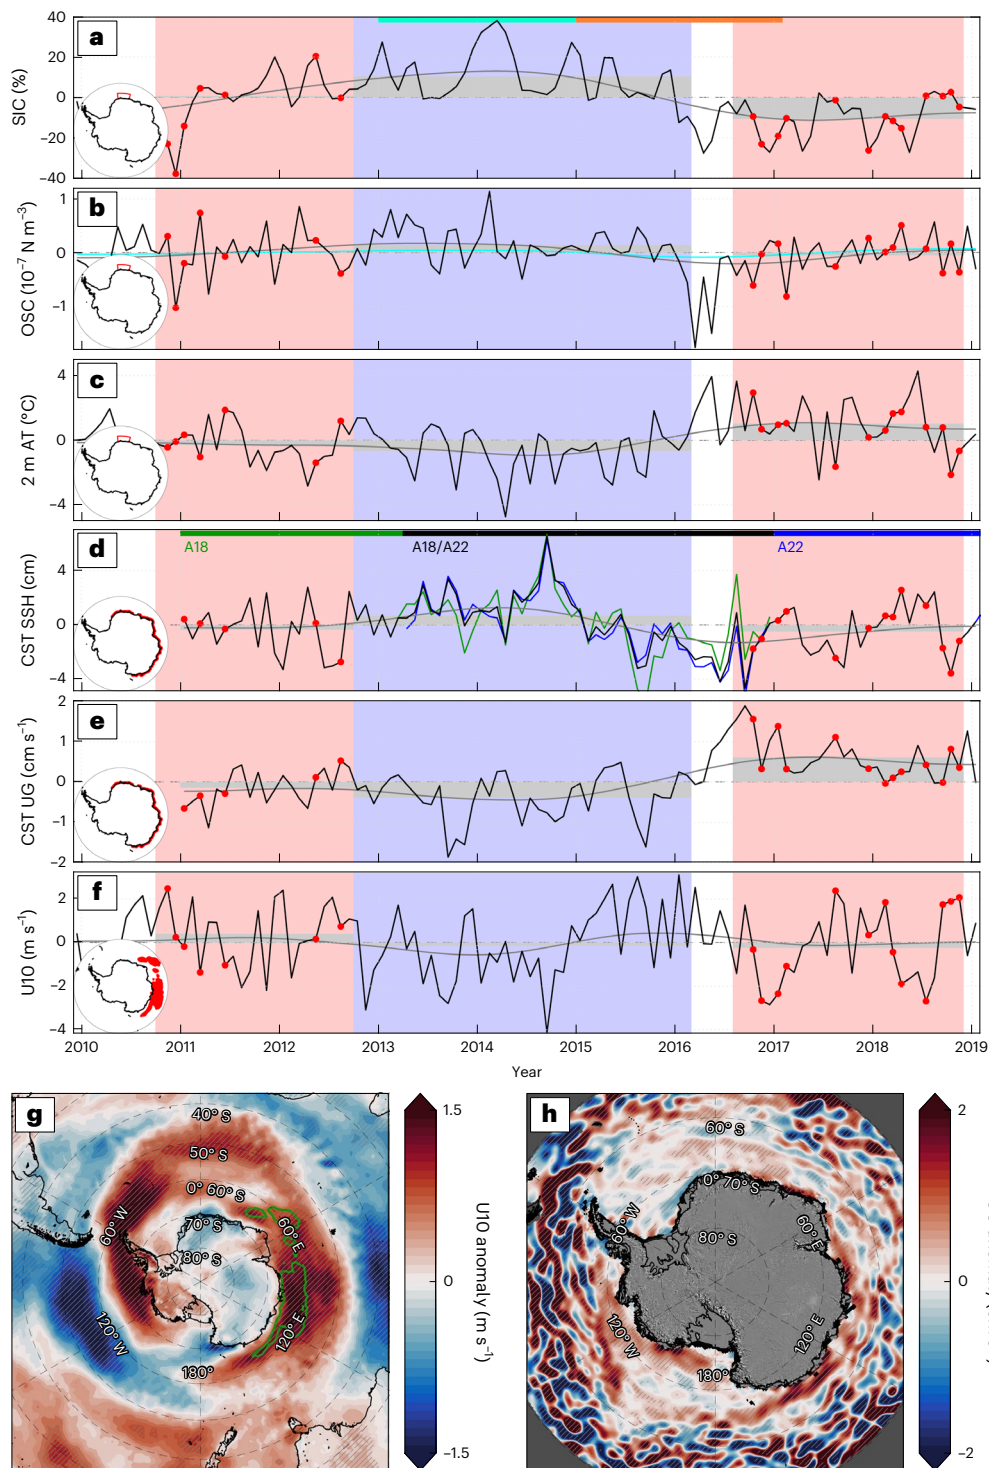 a
SIC (%)
40
20
0
−20
−40
b
OSC (10⁻⁷ N m⁻³)
1
0
−1
c
2 m AT (°C)
4
0
−4
d
CST SSH (cm)
A18
A18/A22
A22
4
0
−4
e
CST UG (cm s⁻¹)
2
1
0
−1
−2
f
U10 (m s⁻¹)
2
0
−2
−4
2010 2011 2012 2013 2014 2015 2016 2017 2018 2019
Year
g
40° S
50° S
0° 60° S
70° S
80° S
60° W
60° E
120° W
120° E
180°
1.5
0
−1.5
U10 anomaly (m s⁻¹)
h
60° S
0° 70° S
80° S
60° W
60° E
120° W
120° E
180°
2
0
−2